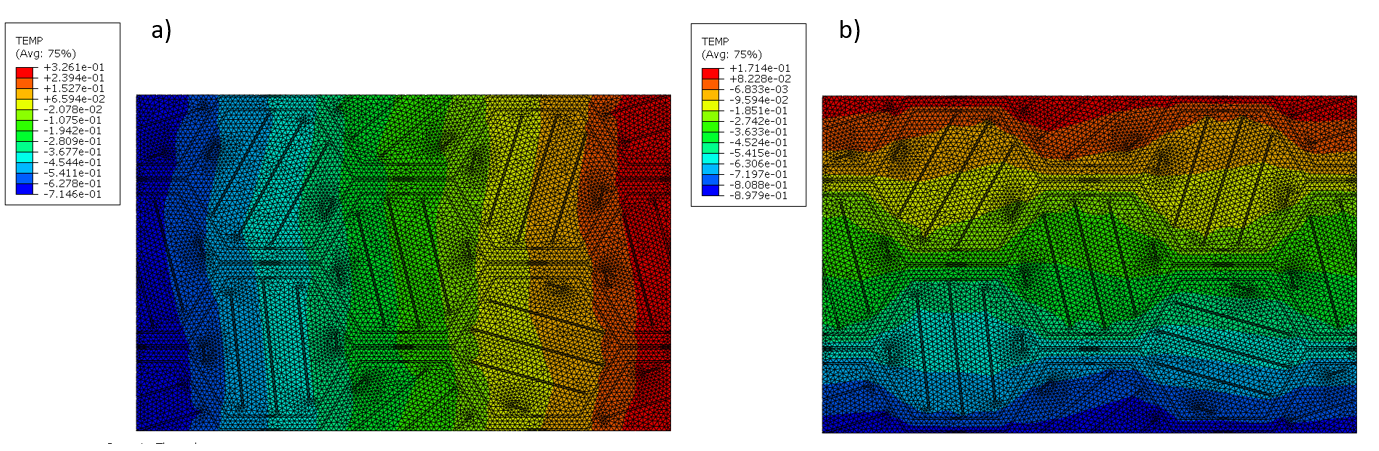 a)
TEMP
(Avg: 75%)
+3.261e-01
+2.394e-01
+1.527e-01
+6.594e-02
-2.078e-02
-1.075e-01
-1.942e-01
-2.809e-01
-3.677e-01
-4.544e-01
-5.411e-01
-6.278e-01
-7.146e-01
b)
TEMP
(Avg: 75%)
+1.714e-01
+8.228e-02
-6.833e-03
-9.594e-02
-1.851e-01
-2.742e-01
-3.633e-01
-4.524e-01
-5.415e-01
-6.306e-01
-7.197e-01
-8.088e-01
-8.979e-01